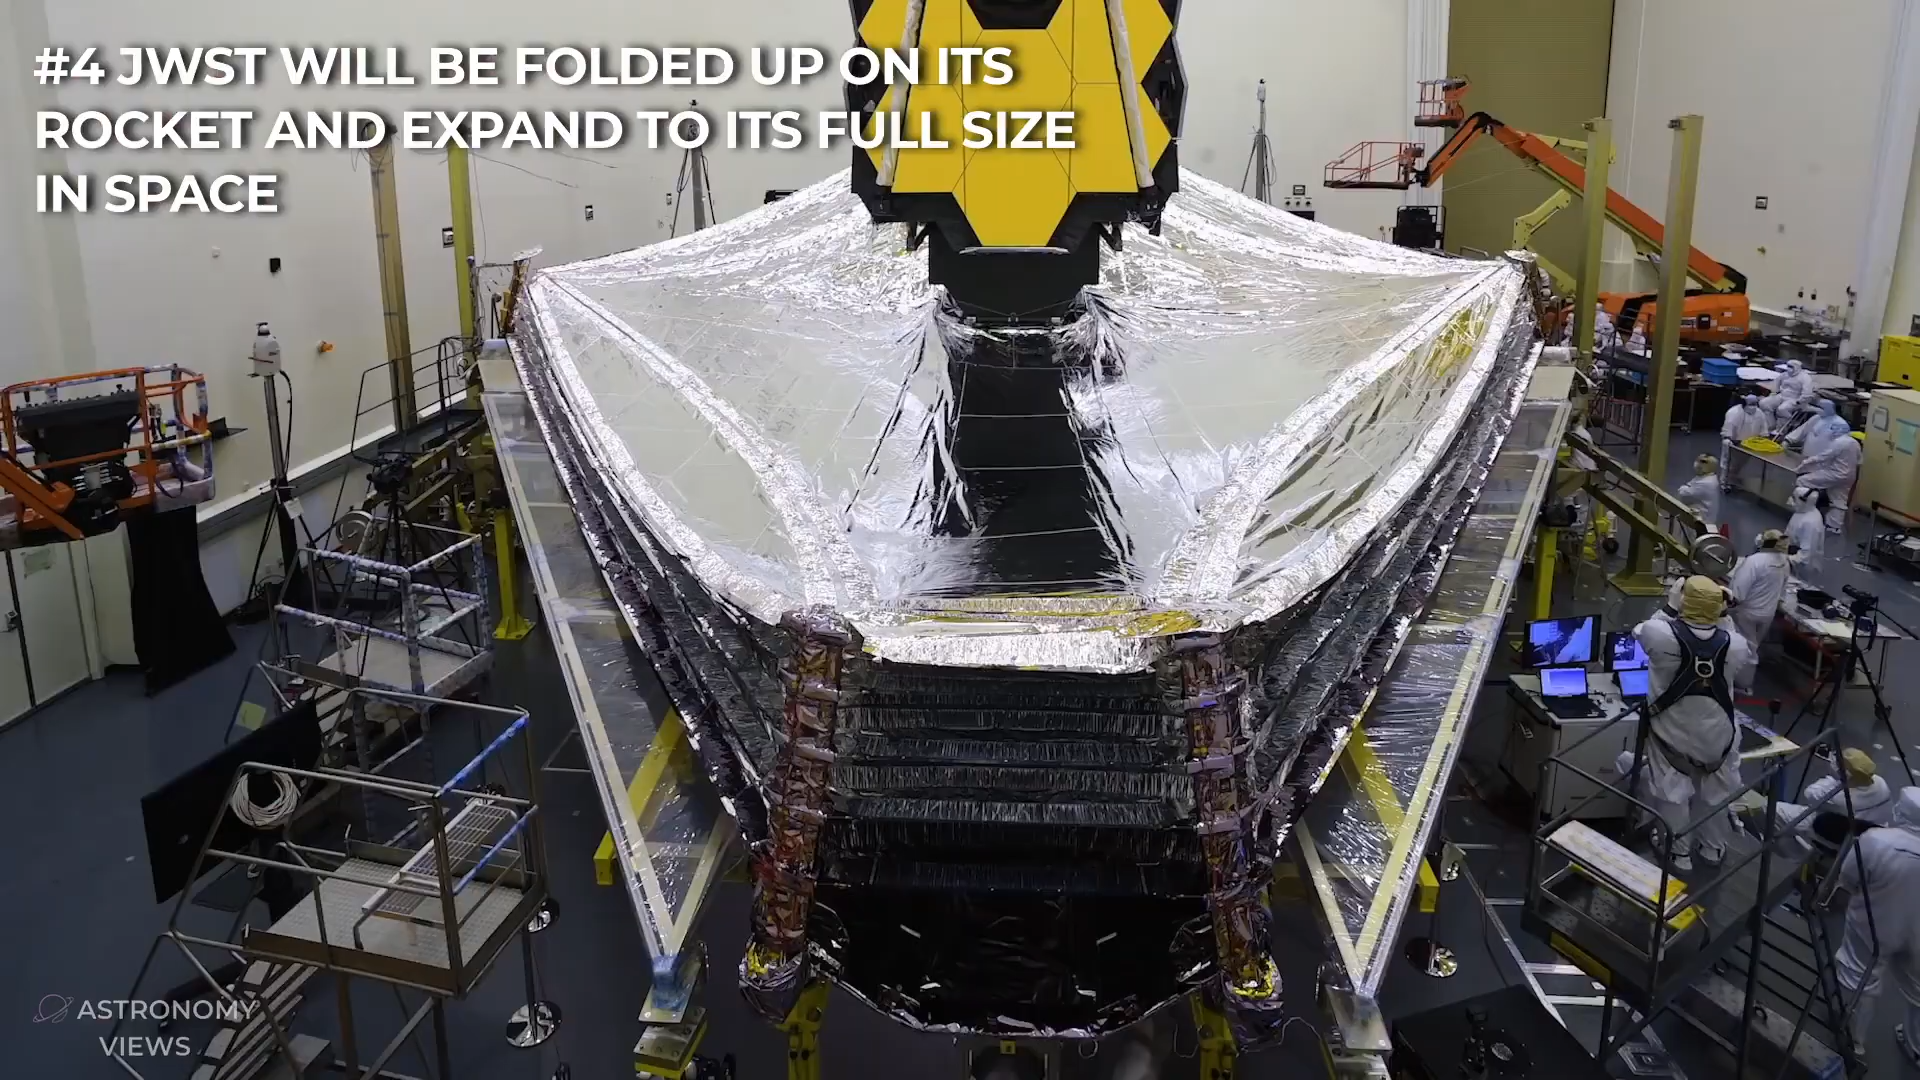 #4 JWST WILL BE FOLDED UP ON ITS
ROCKET AND EXPAND TO ITS FULL SIZE
IN SPACE
ASTRONOMY
VIEWS